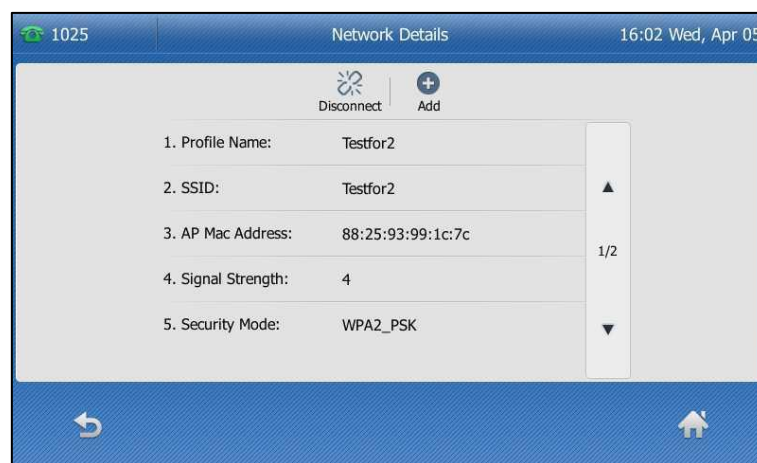 1025 Network Details 16:02 Wed, Apr 05
Disconnect Add
1. Profile Name: Testfor2
2. SSID: Testfor2
3. AP Mac Address: 88:25:93:99:1c:7c
1/2
4. Signal Strength: 4
5. Security Mode: WPA2_PSK